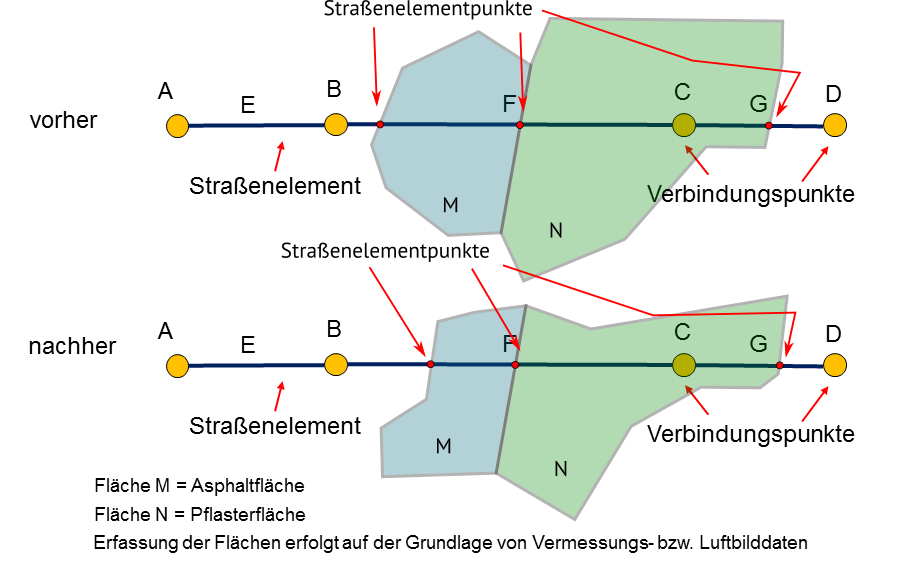 Straßenelementpunkte
A
E
B
F
C
G
D
vorher
Straßenelement
Verbindungspunkte
M
N
Straßenelementpunkte
A
E
B
F
C
G
D
nachher
Straßenelement
Verbindungspunkte
M
N
Fläche M = Asphaltfläche
Fläche N = Pflasterfläche
Erfassung der Flächen erfolgt auf der Grundlage von Vermessungs- bzw. Luftbilddaten